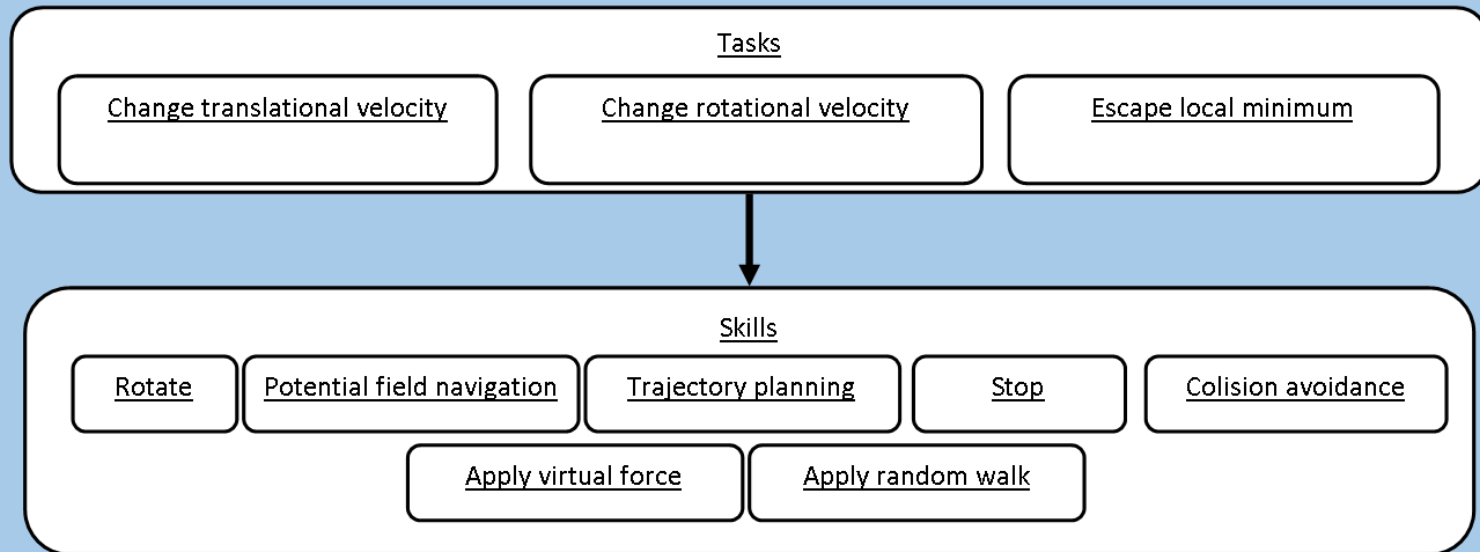 Tasks
Change translational velocity
Change rotational velocity
Escape local minimum
Skills
Rotate
Potential field navigation
Trajectory planning
Stop
Colision avoidance
Apply virtual force
Apply random walk